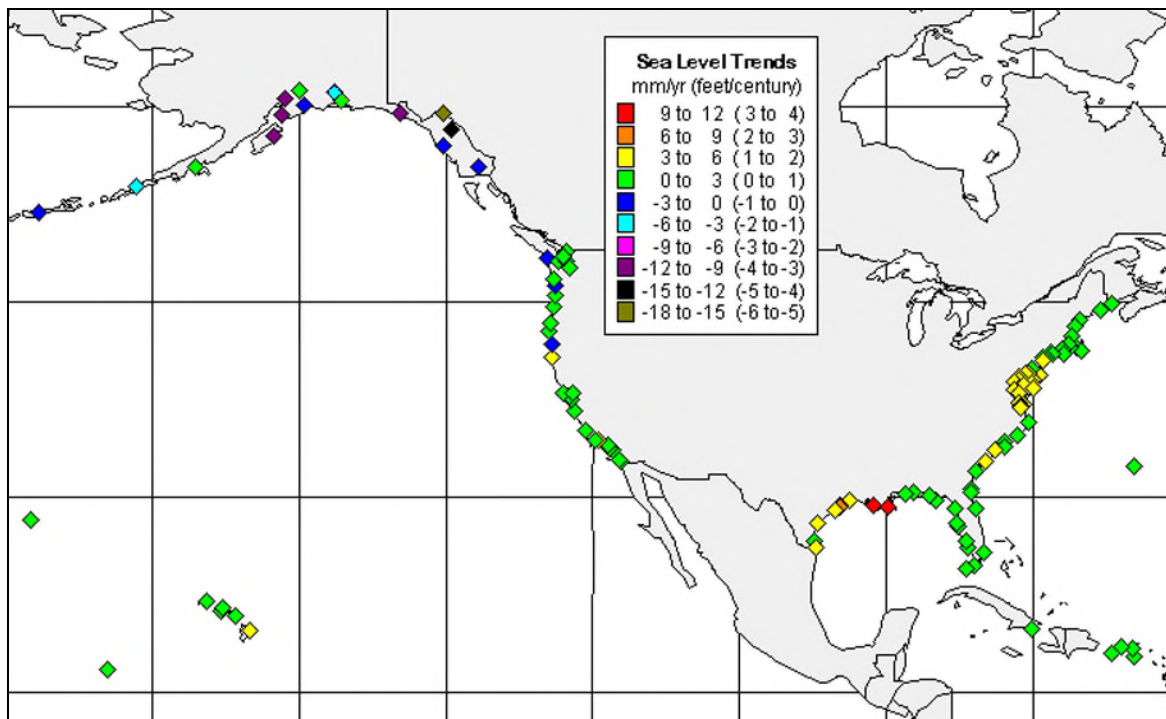 Sea Level Trends
mm/yr (feet/century)
9 to 12 (3 to 4)
6 to 9 (2 to 3)
3 to 6 (1 to 2)
0 to 3 (0 to 1)
-3 to 0 (-1 to 0)
-6 to -3 (-2 to -1)
-9 to -6 (-3 to -2)
-12 to -9 (-4 to -3)
-15 to -12 (-5 to -4)
-18 to -15 (-6 to -5)